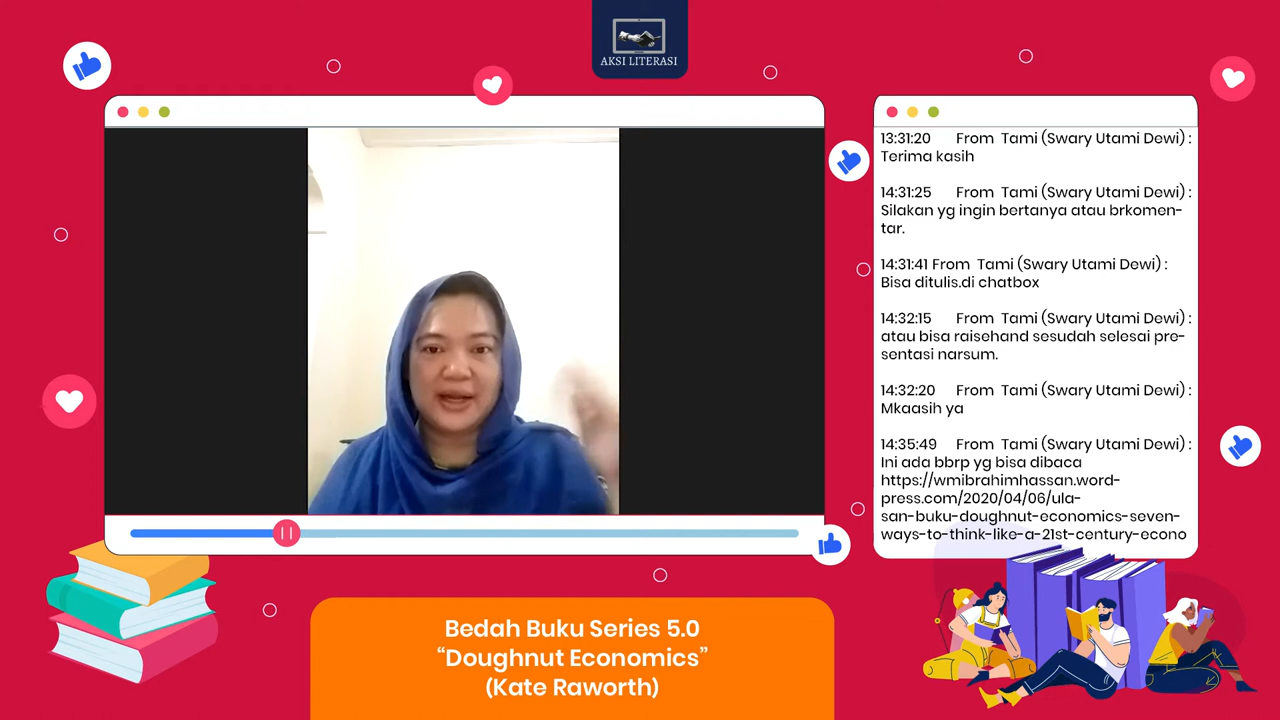 AKSI LITERASI
13:31:20 From Tami (Swary Utami Dewi) :
Terima kasih
14:31:25 From Tami (Swary Utami Dewi) :
Silakan yg ingin bertanya atau brkomen-
tar.
14:31:41 From Tami (Swary Utami Dewi) :
Bisa ditulis.di chatbox
14:32:15 From Tami (Swary Utami Dewi) :
atau bisa raisehand sesudah selesai pre-
sentasi narsum.
14:32:20 From Tami (Swary Utami Dewi) :
Mkaasih ya
14:35:49 From Tami (Swary Utami Dewi) :
Ini ada bbrp yg bisa dibaca
https://wmibrahimhassan.word-
press.com/2020/04/06/ula-
san-buku-doughnut-economics-seven-
ways-to-think-like-a-21st-century-econo
Bedah Buku Series 5.0
“Doughnut Economics”
(Kate Raworth)